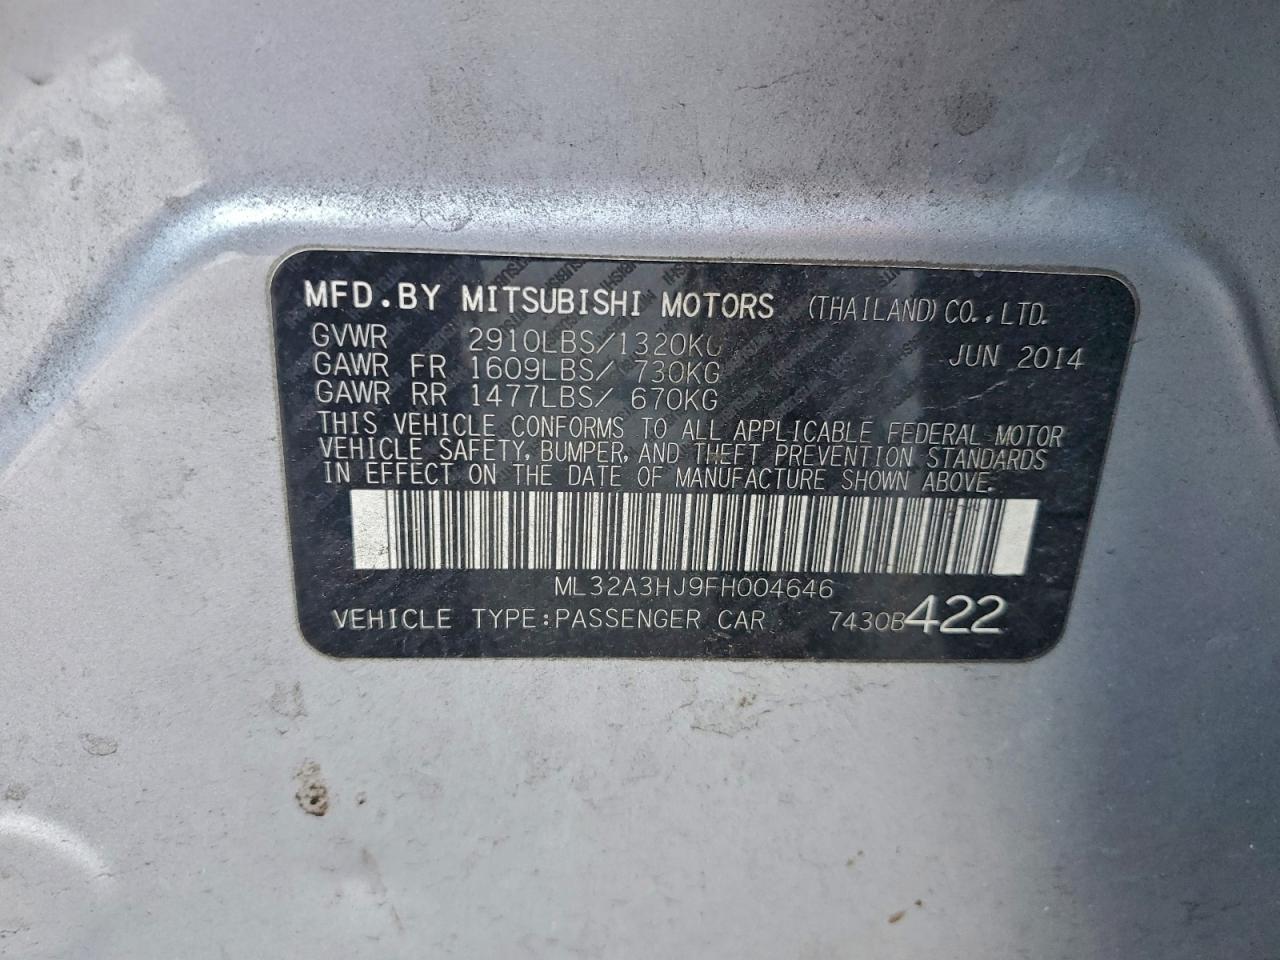 MFD.BY MITSUBISHI MOTORS (THAILAND) CO.,LTD.
GVWR 2910LBS/1320KG JUN 2014
GAWR FR 1609LBS/ 730KG
GAWR RR 1477LBS/ 670KG
THIS VEHICLE CONFORMS TO ALL APPLICABLE FEDERAL MOTOR
VEHICLE SAFETY, BUMPER, AND THEFT PREVENTION STANDARDS
IN EFFECT ON THE DATE OF MANUFACTURE SHOWN ABOVE.
ML32A3HJ9FH004646
VEHICLE TYPE:PASSENGER CAR 7430B422